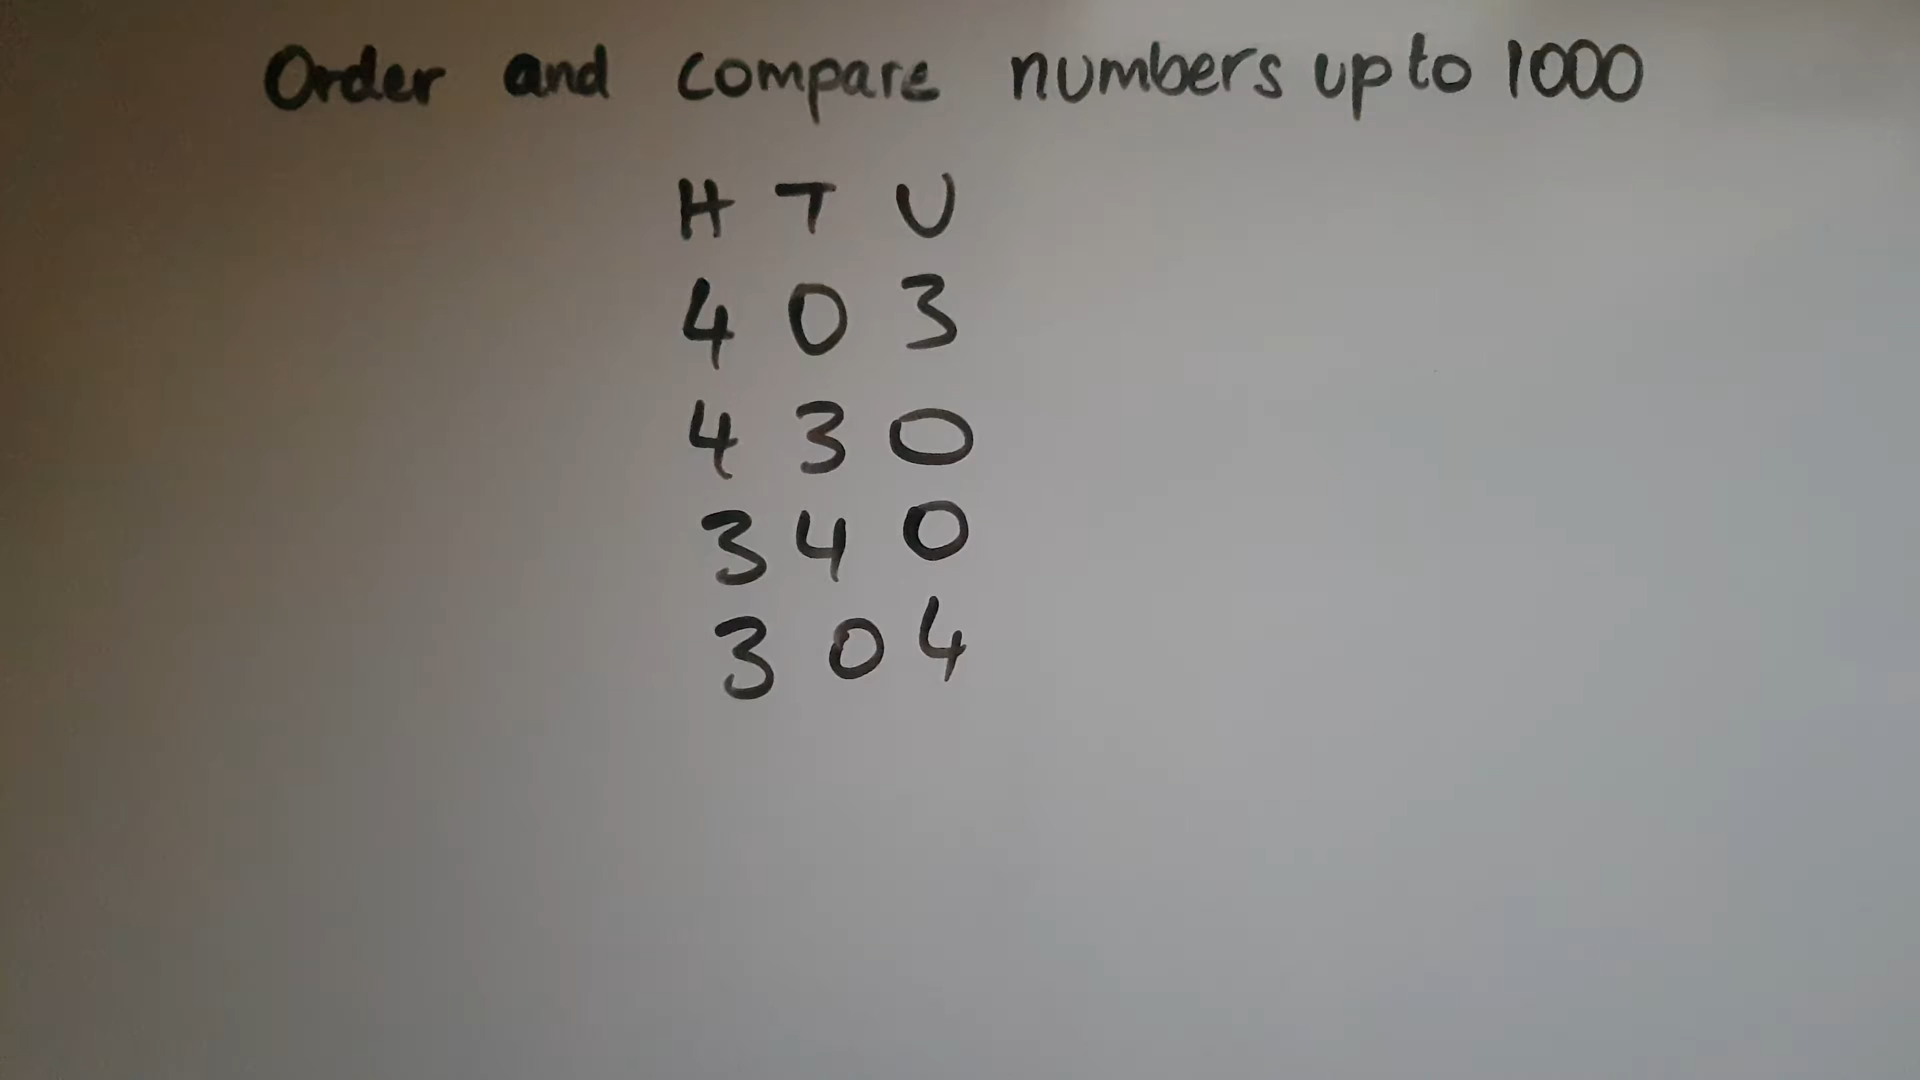 Order and compare numbers up to 1000
H T U
4 0 3
4 3 0
3 4 0
3 0 4